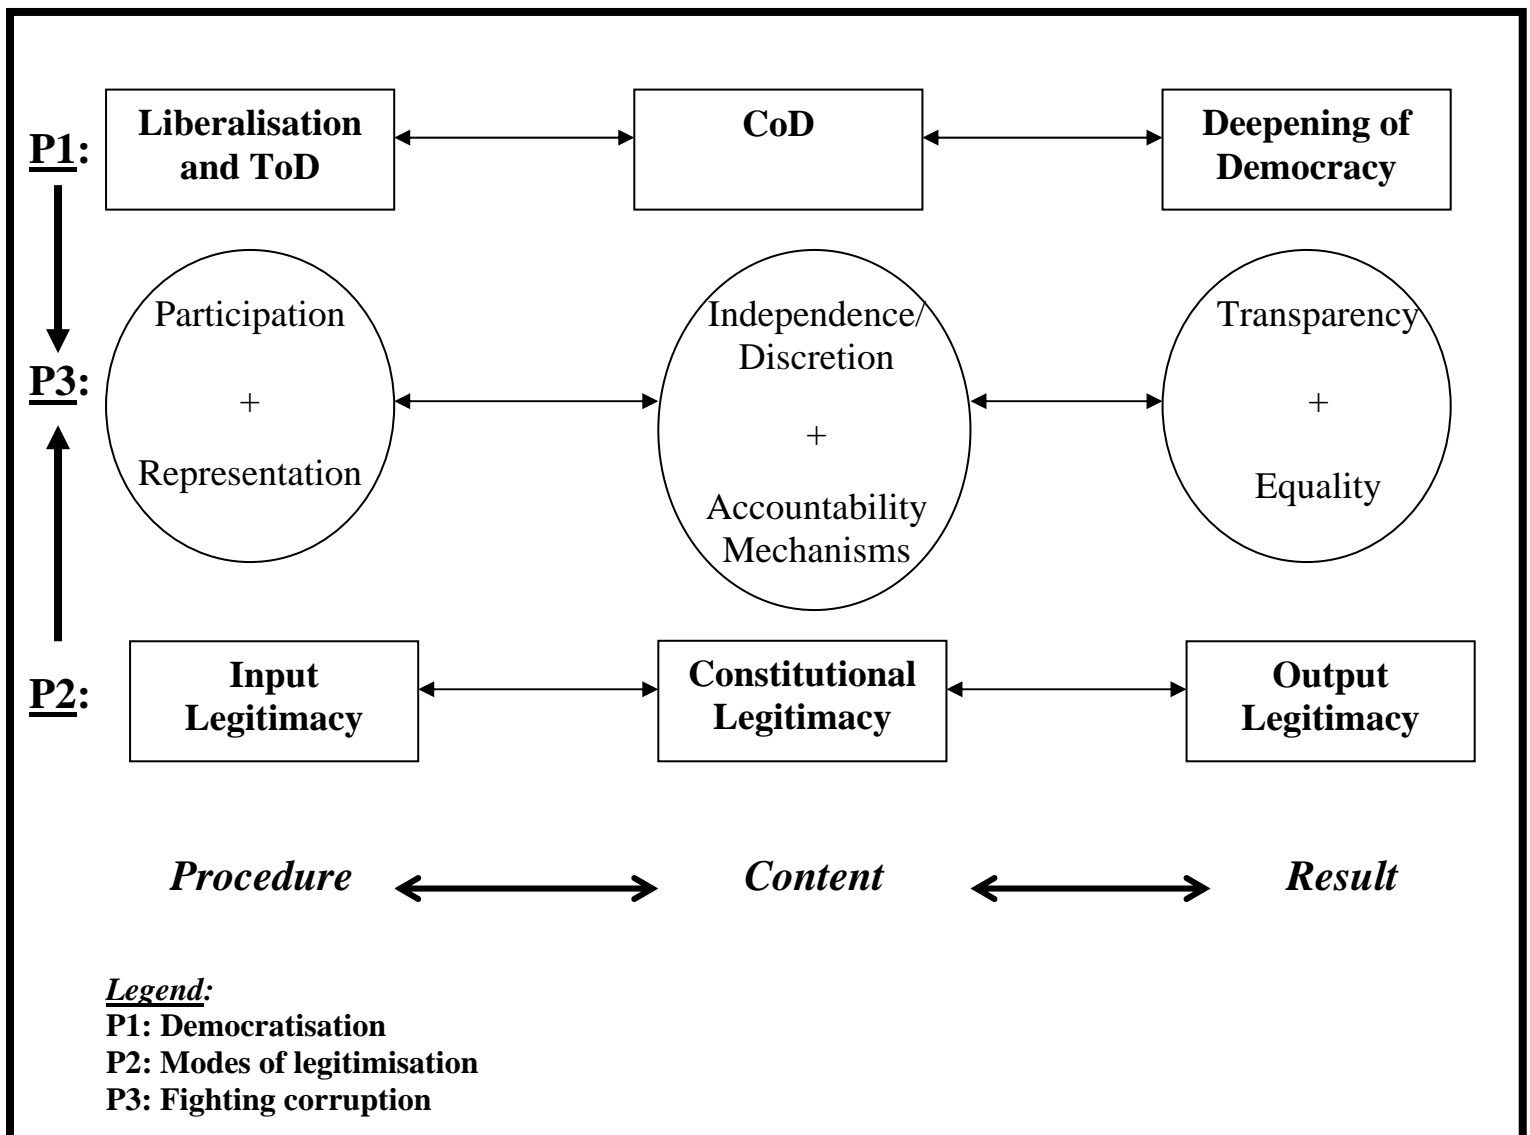 P1:
Liberalisation
and ToD
CoD
Deepening of
Democracy
P3:
Participation
+
Representation
Independence/
Discretion
+
Accountability
Mechanisms
Transparency
+
Equality
P2:
Input
Legitimacy
Constitutional
Legitimacy
Output
Legitimacy
Procedure
Content
Result
Legend:
P1: Democratisation
P2: Modes of legitimisation
P3: Fighting corruption